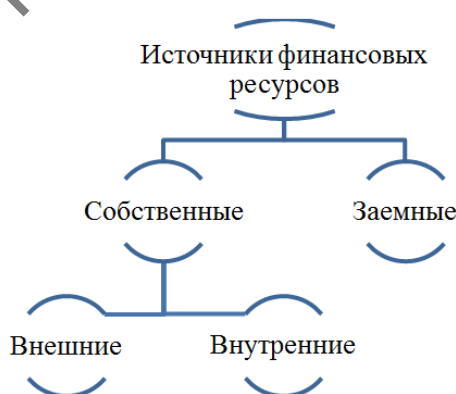 Источники финансовых
ресурсов
Собственные
Заемные
Внешние
Внутренние